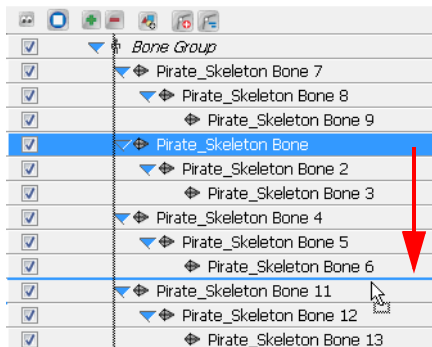 Bone Group
Pirate_Skeleton Bone 7
Pirate_Skeleton Bone 8
Pirate_Skeleton Bone 9
Pirate_Skeleton Bone
Pirate_Skeleton Bone 2
Pirate_Skeleton Bone 3
Pirate_Skeleton Bone 4
Pirate_Skeleton Bone 5
Pirate_Skeleton Bone 6
Pirate_Skeleton Bone 11
Pirate_Skeleton Bone 12
Pirate_Skeleton Bone 13